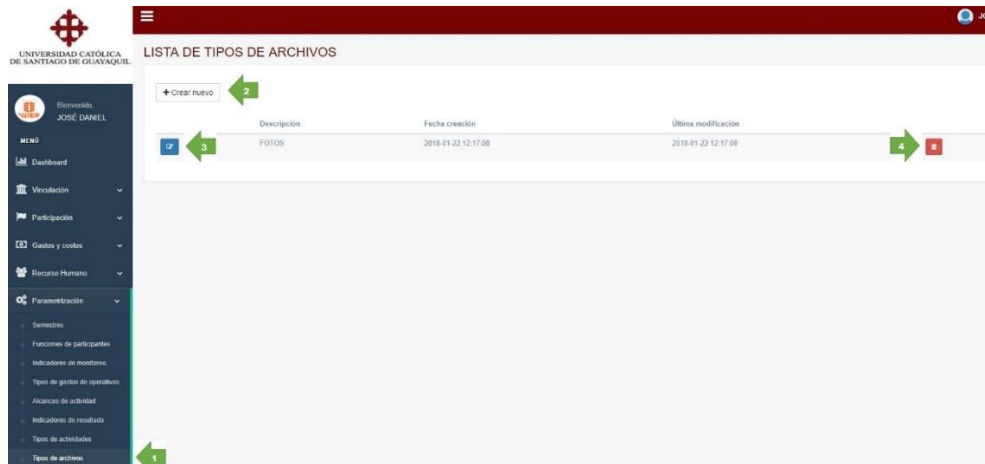 UNIVERSIDAD CATÓLICA
DE SANTIAGO DE GUAYAQUIL
Bienvenido,
JOSÉ DANIEL
MENÚ
Dashboard
Vinculación
Participación
Gastos y costos
Recurso Humano
Parametrización
Semestres
Funciones de participantes
Indicadores de monitoreo
Tipos de gastos de operativos
Alcances de actividad
Indicadores de resultado
Tipos de actividades
Tipos de archivos
1
LISTA DE TIPOS DE ARCHIVOS
+ Crear nuevo
2
Descripción Fecha creación Última modificación
3 FOTOS 2018-01-22 12:17:08 2018-01-22 12:17:08 4